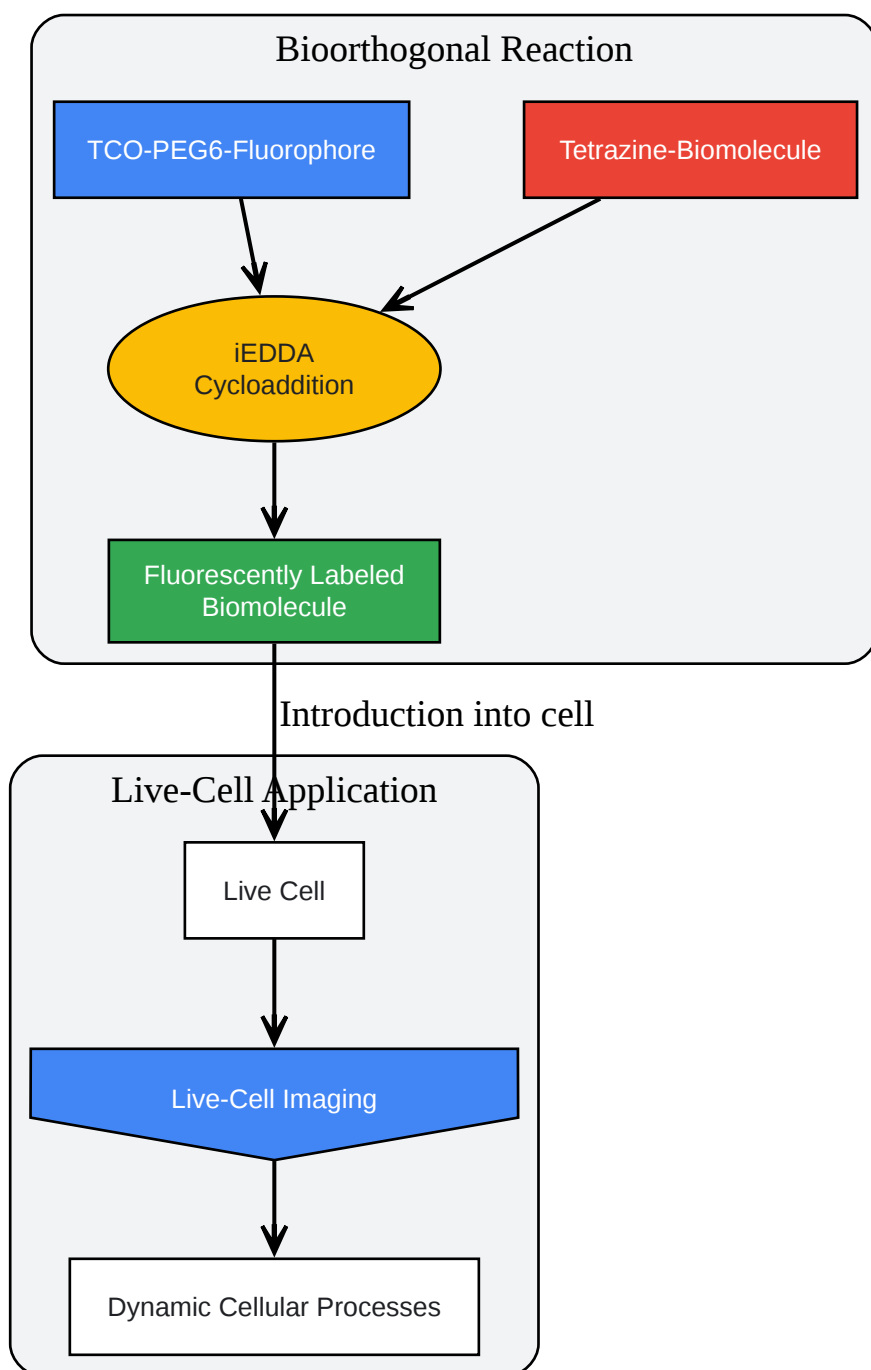 Bioorthogonal Reaction
TCO-PEG6-Fluorophore
Tetrazine-Biomolecule
iEDDA
Cycloaddition
Fluorescently Labeled
Biomolecule
Introduction into cell
Live-Cell Application
Live Cell
Live-Cell Imaging
Dynamic Cellular Processes